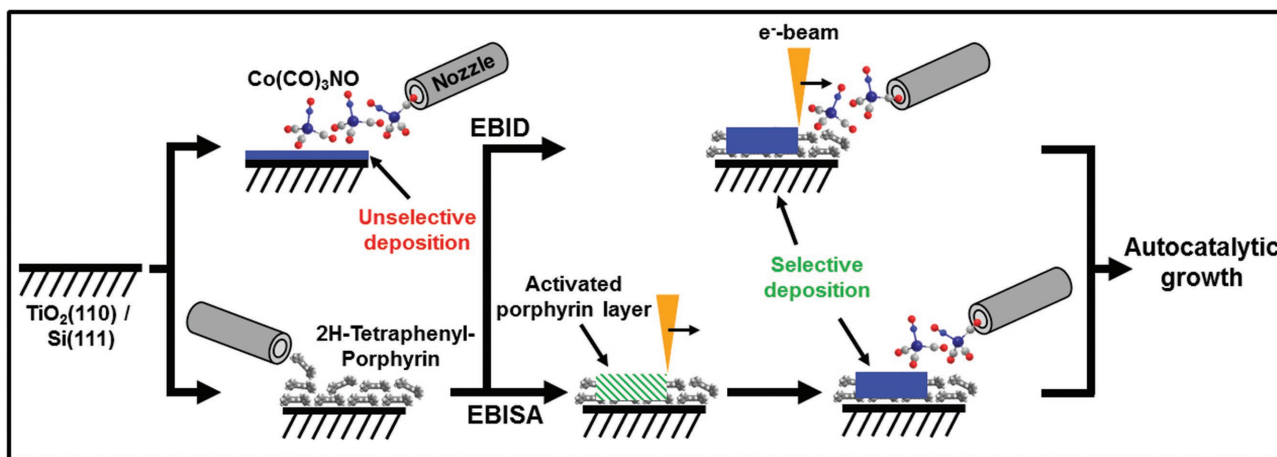 Co(CO)₃NO
Nozzle
Unselective
deposition
TiO₂(110) /
Si(111)
2H-Tetraphenyl-
Porphyrin
EBID
EBISA
e⁻-beam
Activated
porphyrin layer
Selective
deposition
Autocatalytic
growth